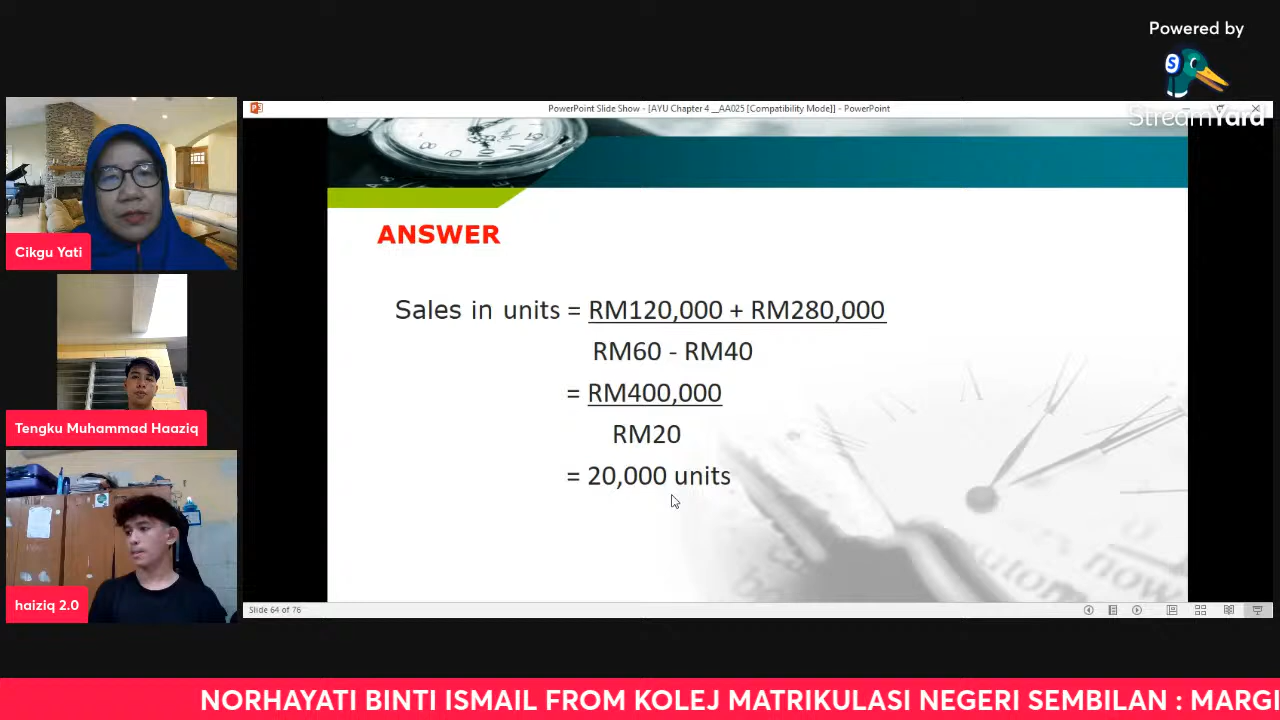 Powered by
StreamYard
PowerPoint Slide Show - [AYU Chapter 4 __AA025 [Compatibility Mode]] - PowerPoint
Cikgu Yati
Tengku Muhammad Haaziq
haiziq 2.0
ANSWER
Sales in units = RM120,000 + RM280,000
RM60 - RM40
= RM400,000
RM20
= 20,000 units
Slide 64 of 76
NORHAYATI BINTI ISMAIL FROM KOLEJ MATRIKULASI NEGERI SEMBILAN : MARGI